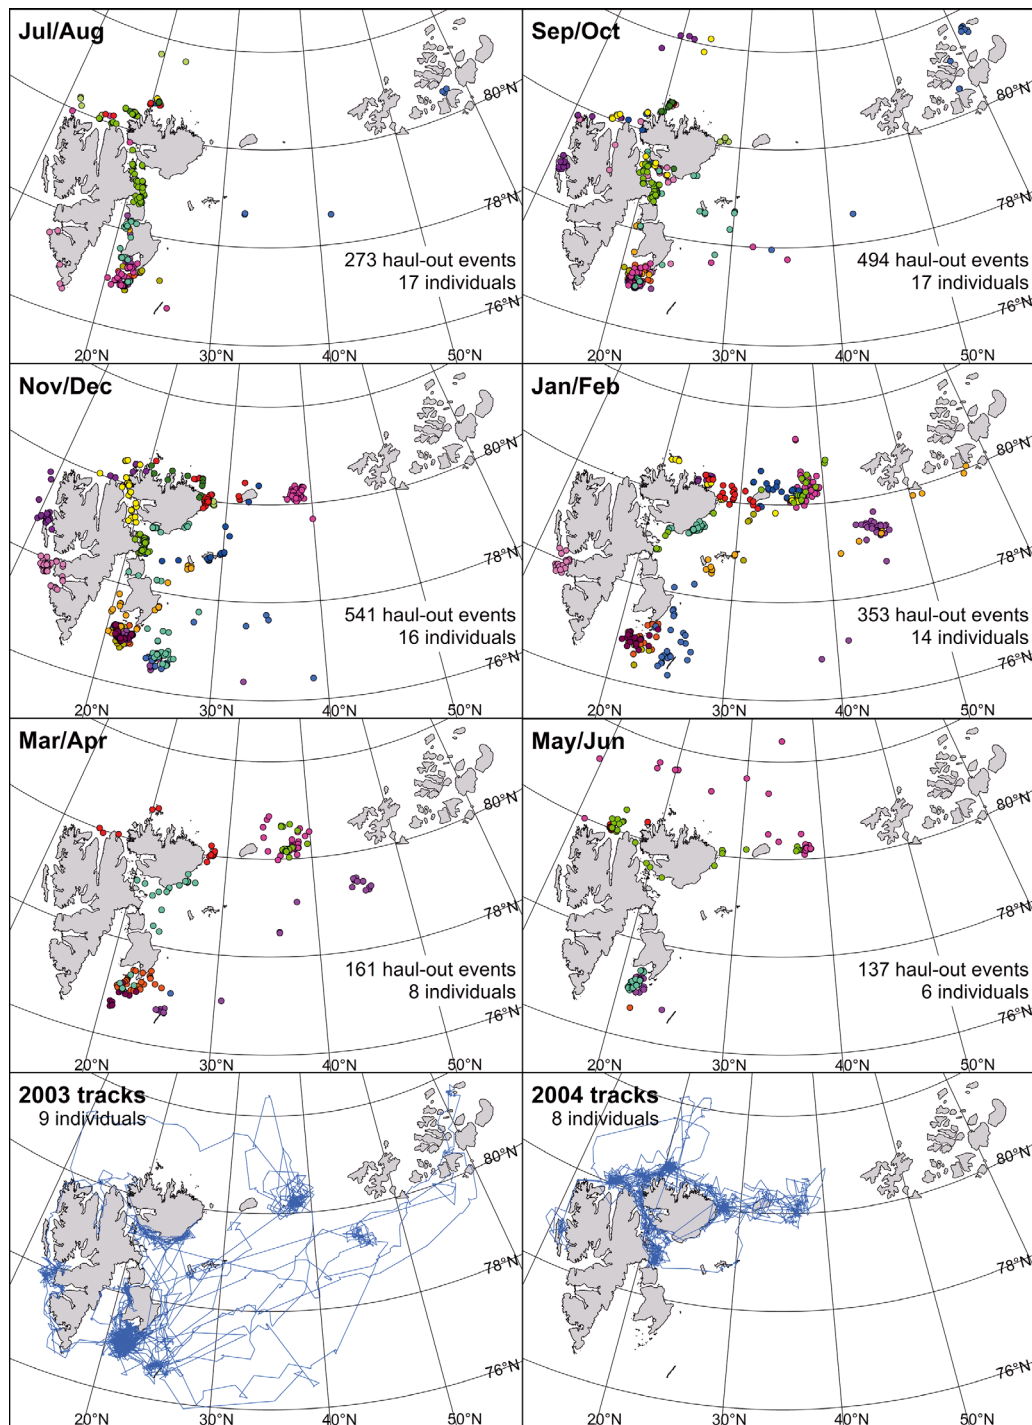 Jul/Aug
80°N
78°N
273 haul-out events
17 individuals
76°N
20°N
30°N
40°N
50°N
Sep/Oct
80°N
78°N
494 haul-out events
17 individuals
76°N
20°N
30°N
40°N
50°N
Nov/Dec
80°N
78°N
541 haul-out events
16 individuals
76°N
20°N
30°N
40°N
50°N
Jan/Feb
80°N
78°N
353 haul-out events
14 individuals
76°N
20°N
30°N
40°N
50°N
Mar/Apr
80°N
78°N
161 haul-out events
8 individuals
76°N
20°N
30°N
40°N
50°N
May/Jun
80°N
78°N
137 haul-out events
6 individuals
76°N
20°N
30°N
40°N
50°N
2003 tracks
9 individuals
80°N
78°N
76°N
20°N
30°N
40°N
50°N
2004 tracks
8 individuals
80°N
78°N
76°N
20°N
30°N
40°N
50°N